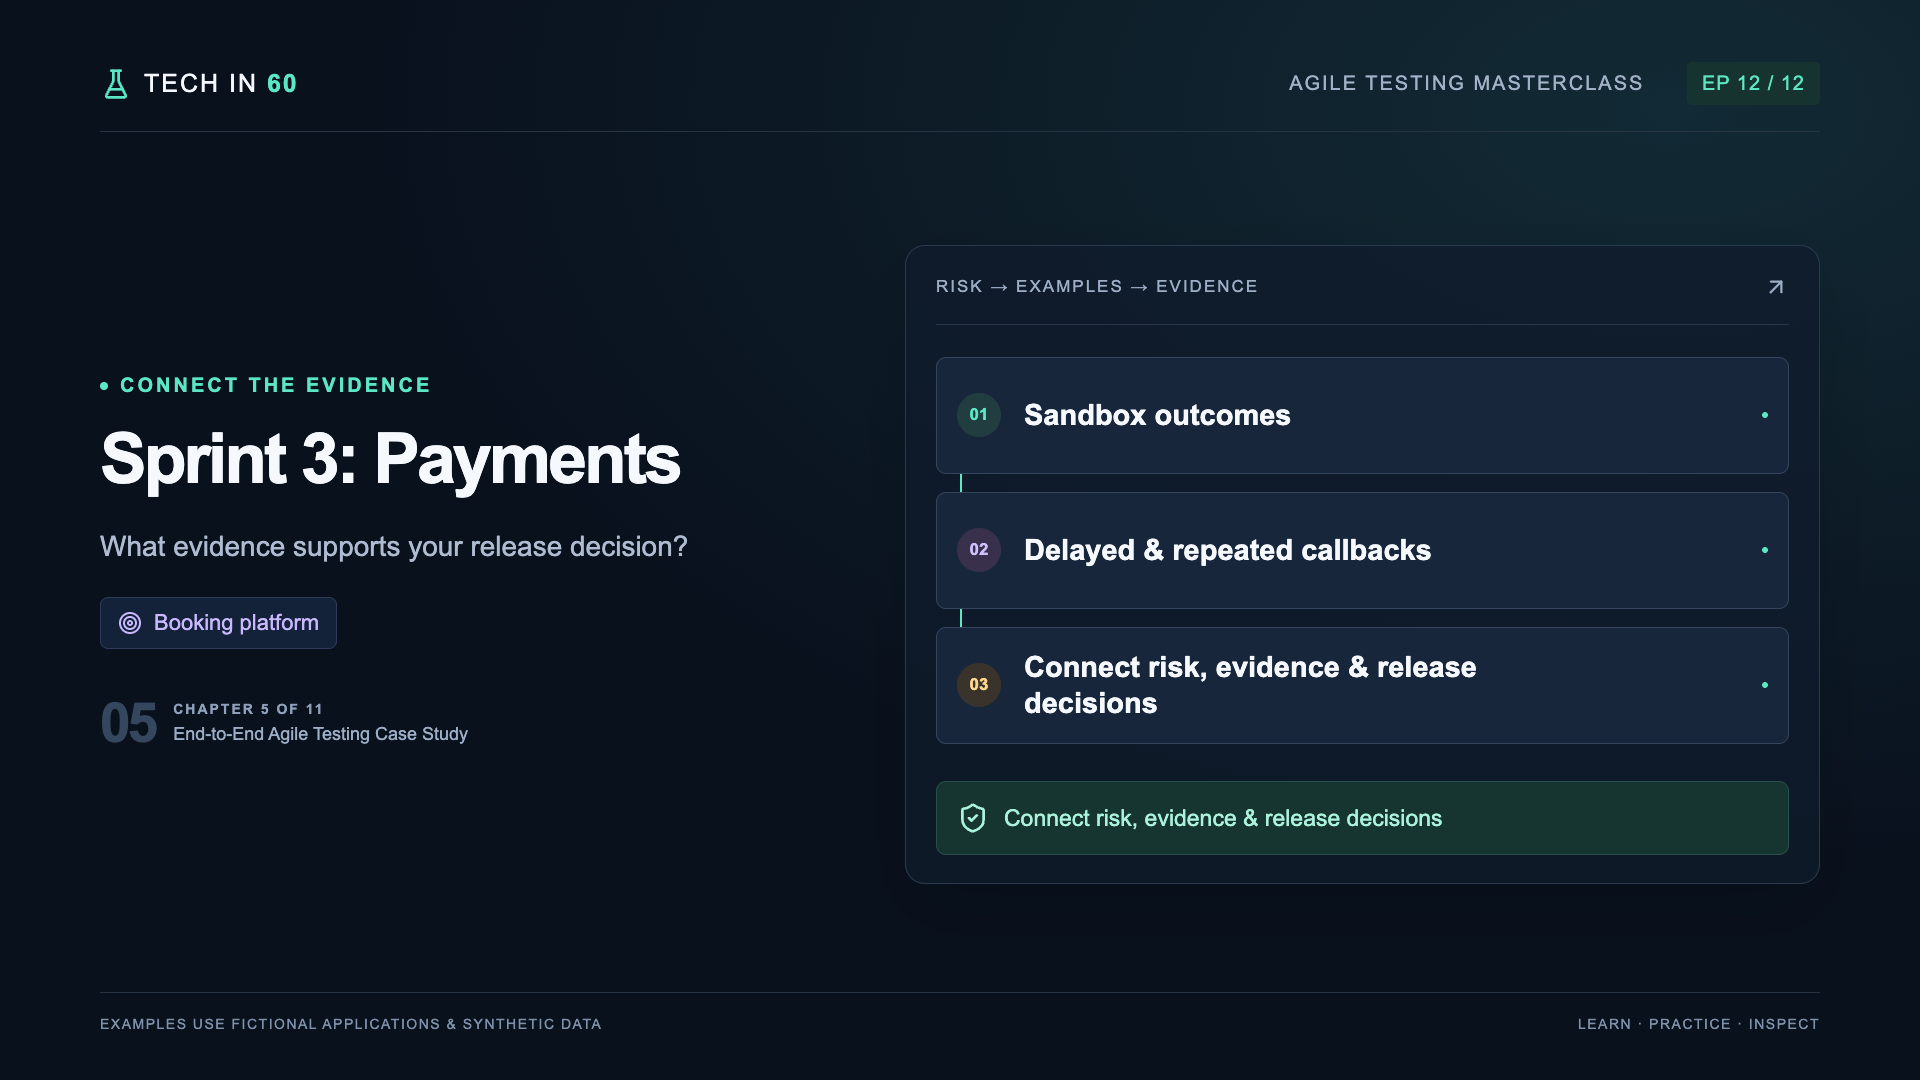 TECH IN 60
AGILE TESTING MASTERCLASS
EP 12 / 12
CONNECT THE EVIDENCE
Sprint 3: Payments
What evidence supports your release decision?
Booking platform
05
CHAPTER 5 OF 11
End-to-End Agile Testing Case Study
RISK → EXAMPLES → EVIDENCE
01
Sandbox outcomes
02
Delayed & repeated callbacks
03
Connect risk, evidence & release
decisions
Connect risk, evidence & release decisions
EXAMPLES USE FICTIONAL APPLICATIONS & SYNTHETIC DATA
LEARN · PRACTICE · INSPECT